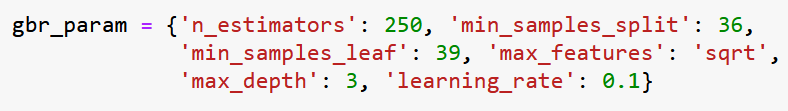 gbr_param = {'n_estimators': 250, 'min_samples_split': 36,
'min_samples_leaf': 39, 'max_features': 'sqrt',
'max_depth': 3, 'learning_rate': 0.1}